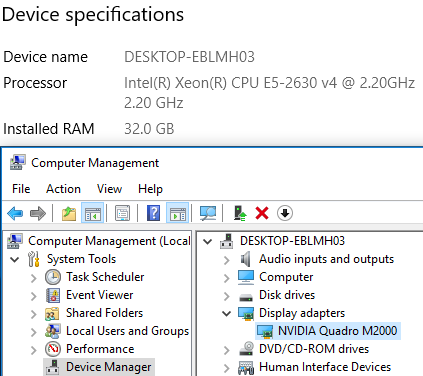 Device specifications
Device name DESKTOP-EBLMH03
Processor Intel(R) Xeon(R) CPU E5-2630 v4 @ 2.20GHz
2.20 GHz
Installed RAM 32.0 GB
Computer Management
File Action View Help
Computer Management (Local
System Tools
Task Scheduler
Event Viewer
Shared Folders
Local Users and Groups
Performance
Device Manager
DESKTOP-EBLMH03
Audio inputs and outputs
Computer
Disk drives
Display adapters
NVIDIA Quadro M2000
DVD/CD-ROM drives
Human Interface Devices